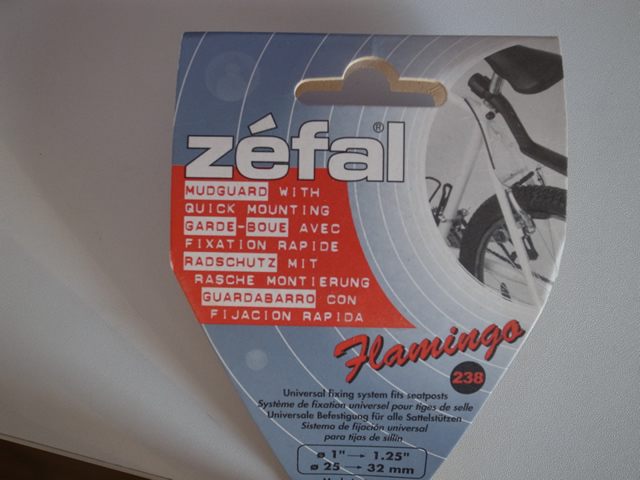 zéfal®
MUDGUARD WITH
QUICK MOUNTING
GARDE-BOUE AVEC
FIXATION RAPIDE
RADSCHUTZ MIT
RASCHE MONTIERUNG
GUARDABARRO CON
FIJACION RAPIDA
Flamingo
238
Universal fixing system fits seatposts
Système de fixation universel pour tiges de selle
Universale Befestigung für alle Sattelstützen
Sistema de fijación universal
para tijas de sillin
ø 1" → 1.25"
ø 25 → 32 mm